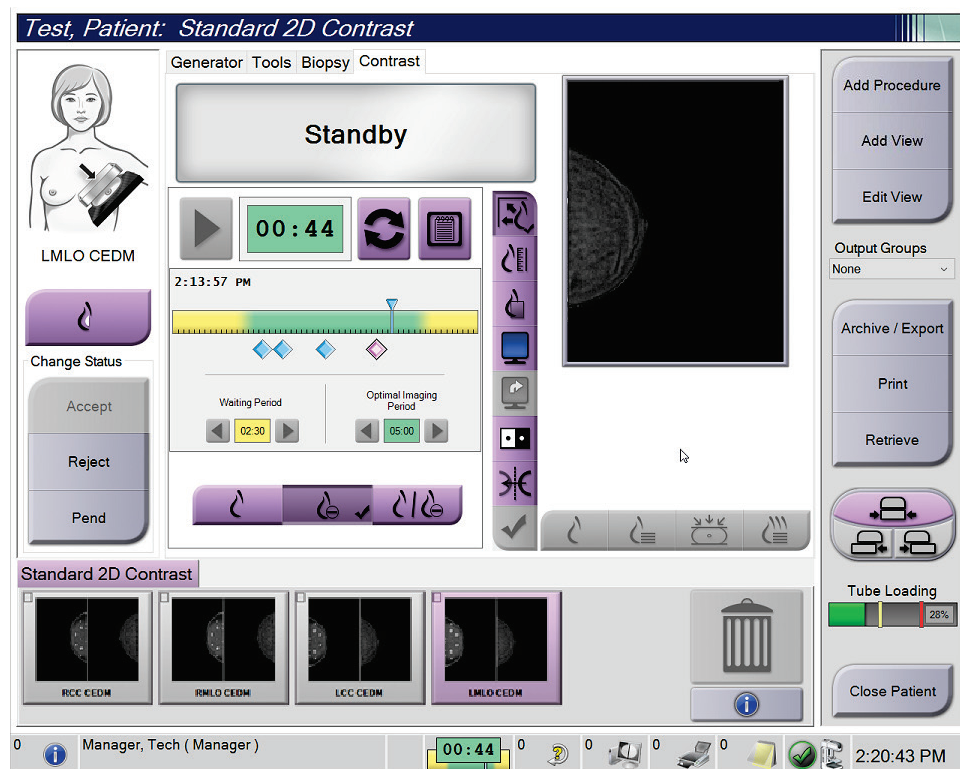 Test, Patient:  Standard 2D Contrast
Generator Tools Biopsy Contrast
Standby
LMLO CEDM
00:44
2:13:57 PM
Change Status
Accept
Reject
Pend
Waiting Period
02:30
Optimal Imaging
Period
05:00
Add Procedure
Add View
Edit View
Output Groups
None
Archive / Export
Print
Retrieve
Tube Loading
28%
Close Patient
Standard 2D Contrast
RCC CEDM
RMLO CEDM
LCC CEDM
LMLO CEDM
0
Manager, Tech ( Manager )
00:44
0
0
0
0
2:20:43 PM